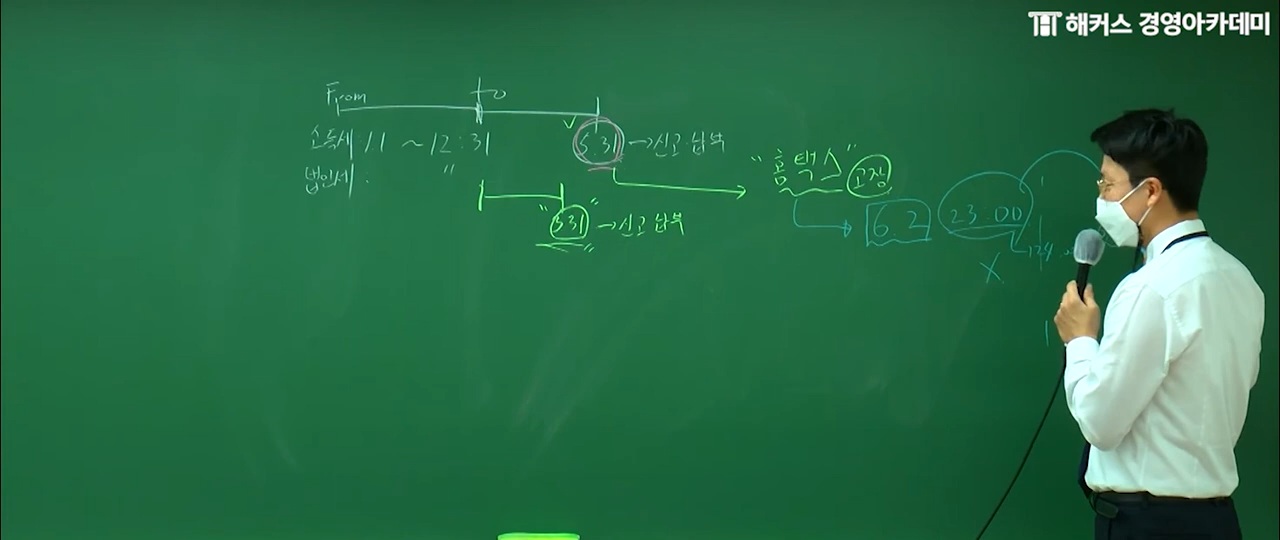 해커스 경영아카데미
From to
소득세: 1.1 ~ 12.31 5.31 →신고납부
법인세: "
"3.31" →신고납부
"홈택스" 고장
6.2 23:00
X